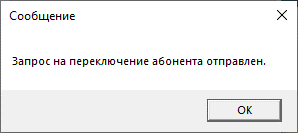 Сообщение
Запрос на переключение абонента отправлен.
OK